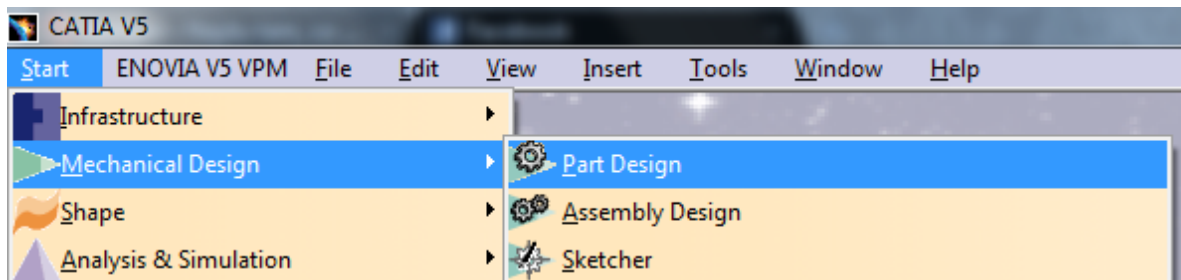 CATIA V5
Start ENOVIA V5 VPM File Edit View Insert Tools Window Help
Infrastructure
Mechanical Design Part Design
Shape Assembly Design
Analysis & Simulation Sketcher